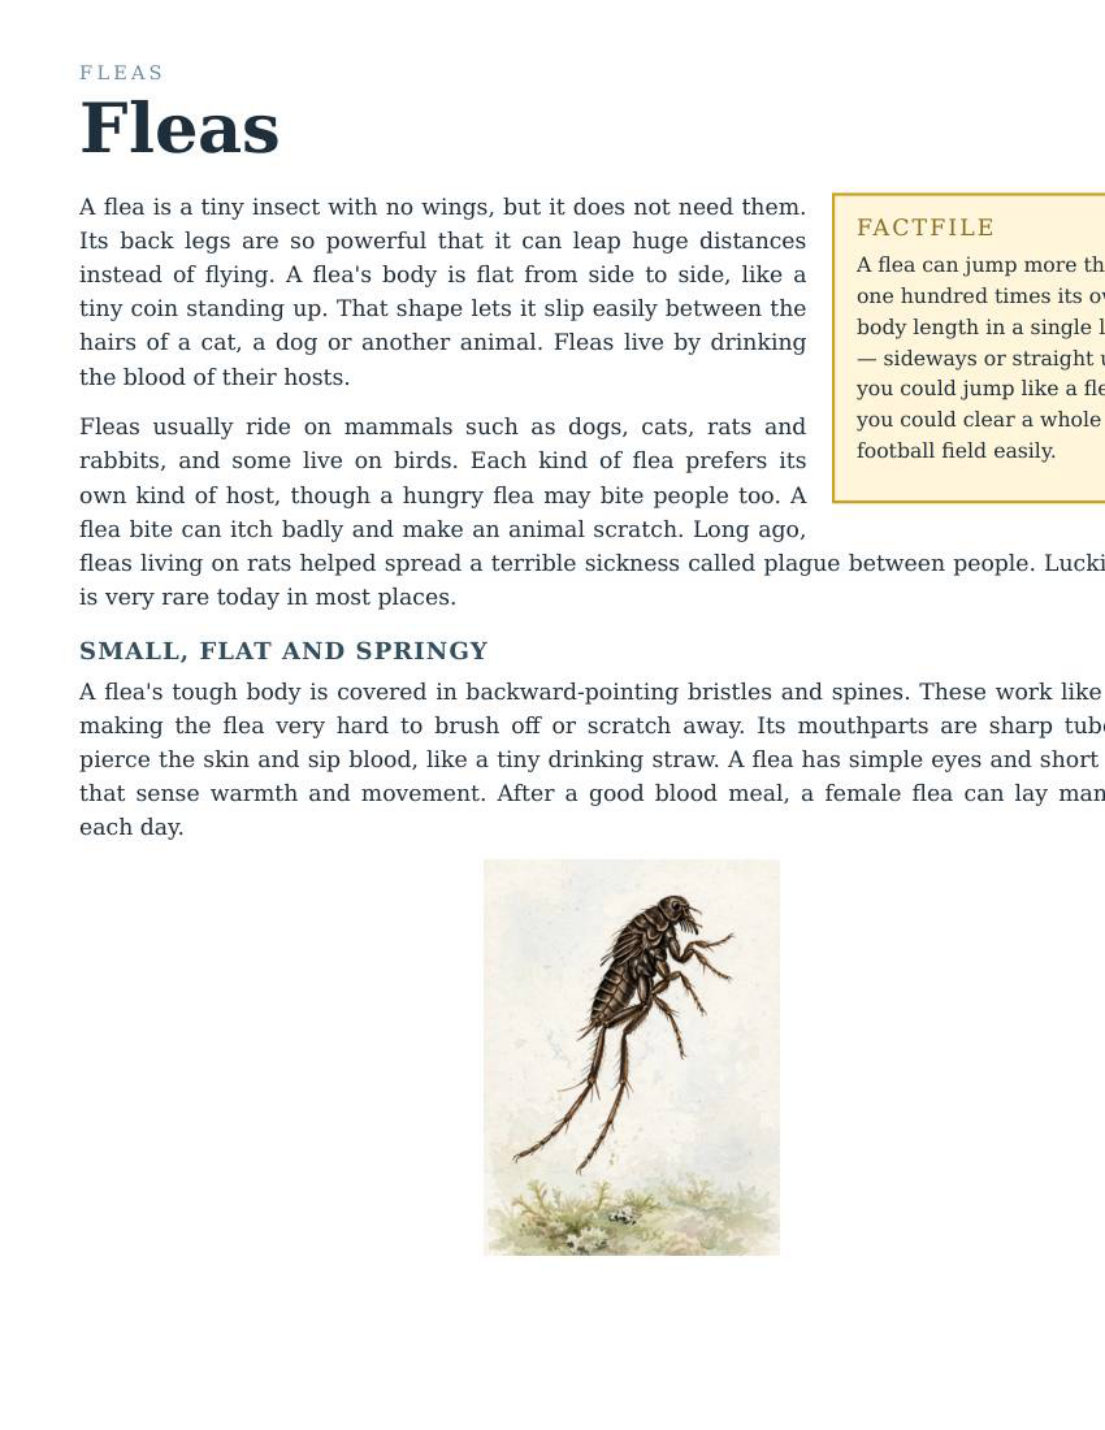 FLEAS
Fleas
A flea is a tiny insect with no wings, but it does not need them.
Its back legs are so powerful that it can leap huge distances
instead of flying. A flea's body is flat from side to side, like a
tiny coin standing up. That shape lets it slip easily between the
hairs of a cat, a dog or another animal. Fleas live by drinking
the blood of their hosts.
FACTFILE
A flea can jump more
one hundred times its
body length in a single
— sideways or straight
you could jump like a
you could clear a whole
football field easily.
Fleas usually ride on mammals such as dogs, cats, rats and
rabbits, and some live on birds. Each kind of flea prefers its
own kind of host, though a hungry flea may bite people too. A
flea bite can itch badly and make an animal scratch. Long ago,
fleas living on rats helped spread a terrible sickness called plague between people.
is very rare today in most places.
SMALL, FLAT AND SPRINGY
A flea's tough body is covered in backward-pointing bristles and spines. These work like
making the flea very hard to brush off or scratch away. Its mouthparts are sharp
pierce the skin and sip blood, like a tiny drinking straw. A flea has simple eyes and short
that sense warmth and movement. After a good blood meal, a female flea can lay
each day.